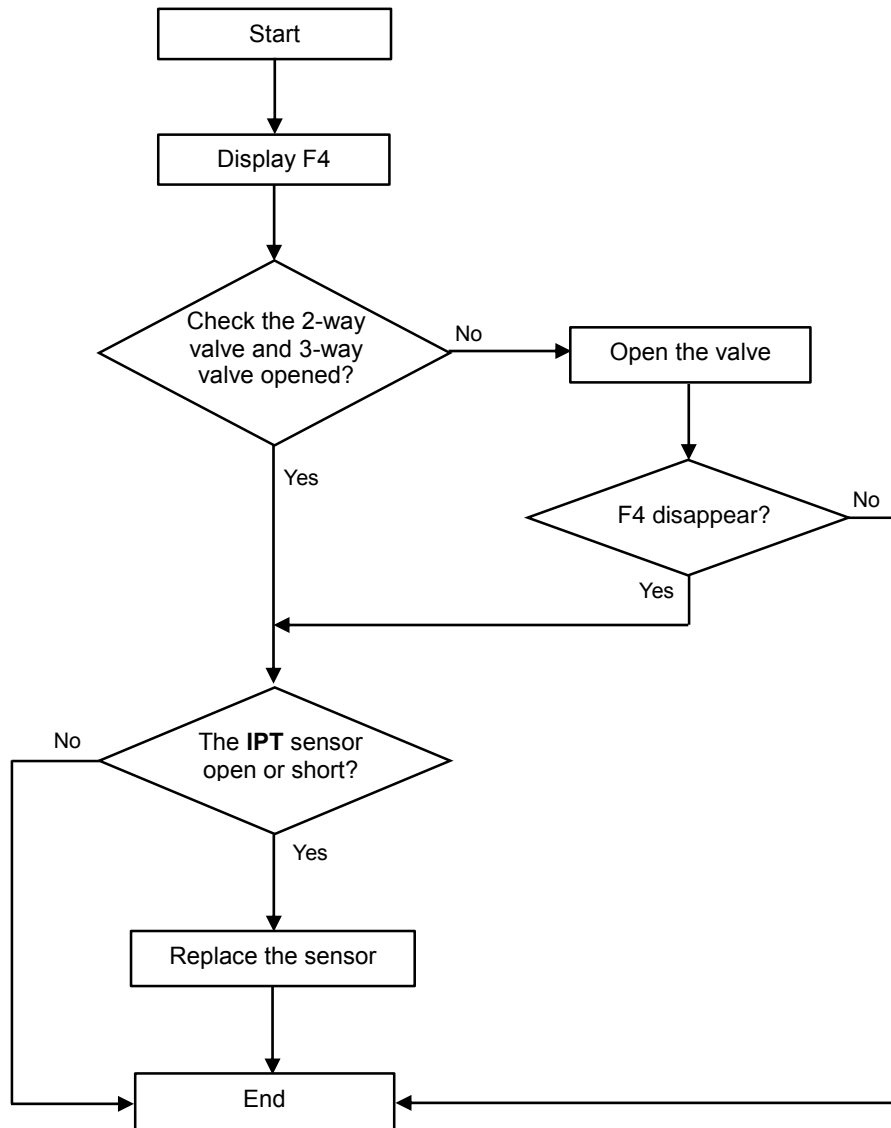 Start
Display F4
Check the 2-way
valve and 3-way
valve opened?
No
Open the valve
Yes
F4 disappear?
No
Yes
The IPT sensor
open or short?
No
Yes
Replace the sensor
End